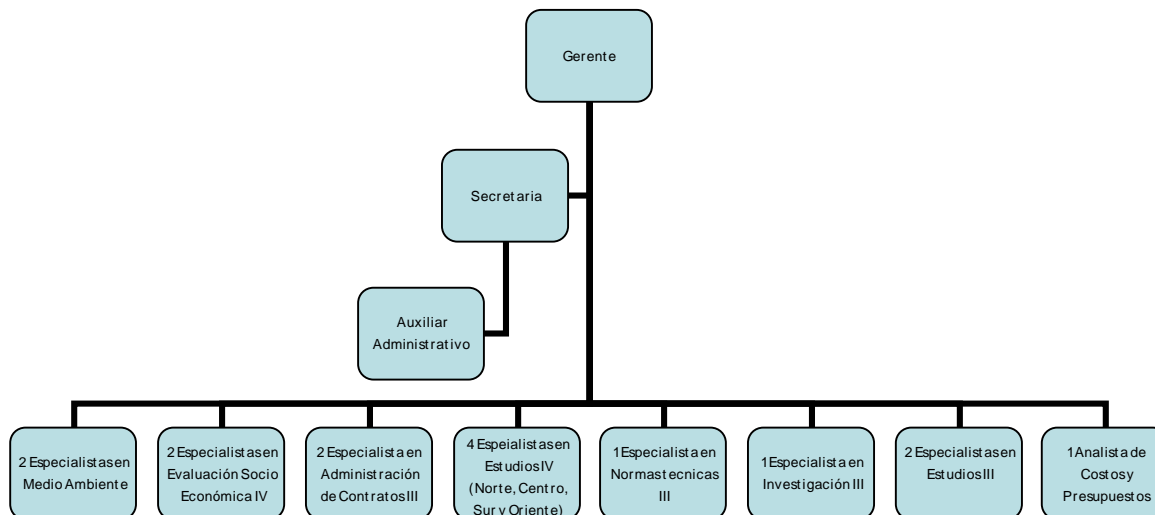 Gerente
Secretaria
Auxiliar
Administrativo
2 Especialistas en
Medio Ambiente
2 Especialistas en
Evaluación Socio
Económica IV
2 Especialista en
Administración
de Contratos III
4 Espeialistas en
Estudios IV
(Norte, Centro,
Sur y Oriente)
1 Especialista en
Normas tecnicas
III
1 Especialista en
Investigación III
2 Especialistas en
Estudios III
1 Analista de
Costos y
Presupuestos